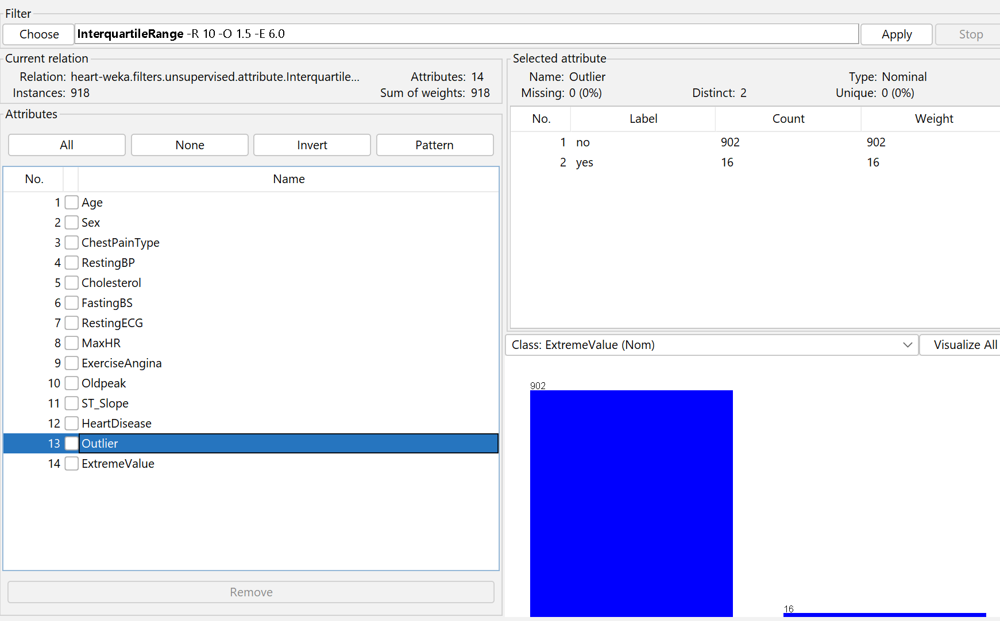 Filter
Choose InterquartileRange -R 10 -O 1.5 -E 6.0 Apply Stop
Current relation
Relation: heart-weka.filters.unsupervised.attribute.Interquartile... Attributes: 14
Instances: 918 Sum of weights: 918
Attributes
All None Invert Pattern
No. Name
1 Age
2 Sex
3 ChestPainType
4 RestingBP
5 Cholesterol
6 FastingBS
7 RestingECG
8 MaxHR
9 ExerciseAngina
10 Oldpeak
11 ST_Slope
12 HeartDisease
13 Outlier
14 ExtremeValue
Remove
Selected attribute
Name: Outlier Type: Nominal
Missing: 0 (0%) Distinct: 2 Unique: 0 (0%)
No. Label Count Weight
1 no 902 902
2 yes 16 16
Class: ExtremeValue (Nom) Visualize All
902
16